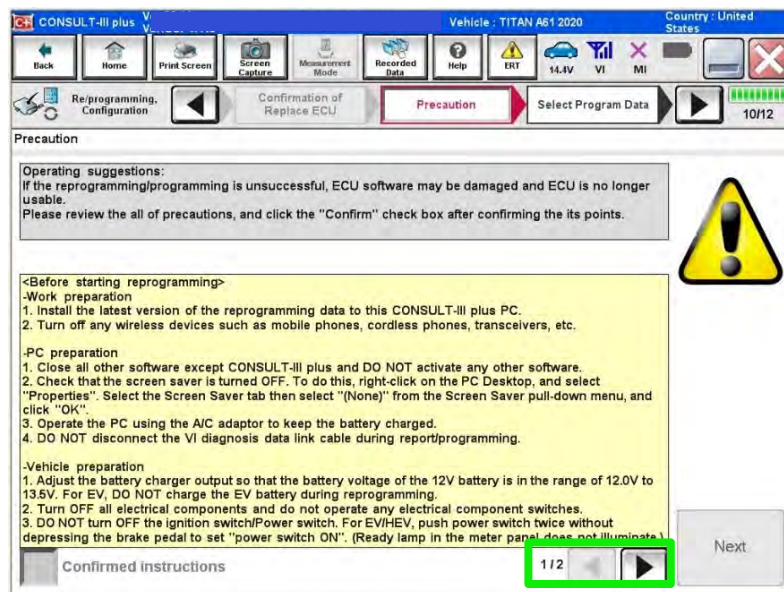 CONSULT-III plus
Vehicle : TITAN A61 2020
Country : United States
Back
Home
Print Screen
Screen Capture
Measurement Mode
Recorded Data
Help
ERT
14.4V
VI
MI
Re/programming, Configuration
Confirmation of Replace ECU
Precaution
Select Program Data
10/12
Precaution
Operating suggestions:
If the reprogramming/programming is unsuccessful, ECU software may be damaged and ECU is no longer
usable.
Please review the all of precautions, and click the "Confirm" check box after confirming the its points.
<Before starting reprogramming>
-Work preparation
1. Install the latest version of the reprogramming data to this CONSULT-III plus PC.
2. Turn off any wireless devices such as mobile phones, cordless phones, transceivers, etc.
-PC preparation
1. Close all other software except CONSULT-III plus and DO NOT activate any other software.
2. Check that the screen saver is turned OFF. To do this, right-click on the PC Desktop, and select
"Properties". Select the Screen Saver tab then select "(None)" from the Screen Saver pull-down menu, and
click "OK".
3. Operate the PC using the A/C adaptor to keep the battery charged.
4. DO NOT disconnect the VI diagnosis data link cable during report/programming.
-Vehicle preparation
1. Adjust the battery charger output so that the battery voltage of the 12V battery is in the range of 12.0V to
13.5V. For EV, DO NOT charge the EV battery during reprogramming.
2. Turn OFF all electrical components and do not operate any electrical component switches.
3. DO NOT turn OFF the ignition switch/Power switch. For EV/HEV, push power switch twice without
depressing the brake pedal to set "power switch ON". (Ready lamp in the meter panel does not illuminate.)
Confirmed instructions
1/2
Next